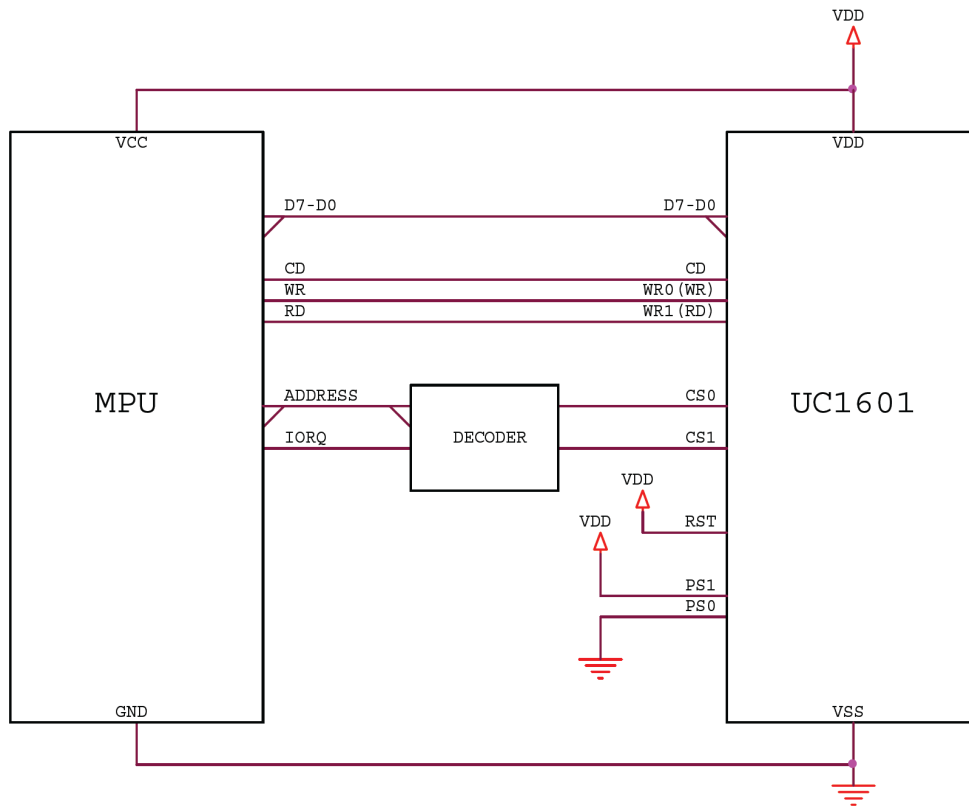 VDD
VCC
VDD
D7-D0
D7-D0
CD
CD
WR
WR0(WR)
RD
WR1(RD)
MPU
ADDRESS
CS0
UC1601
IORQ
DECODER
CS1
VDD
RST
VDD
PS1
PS0
GND
VSS